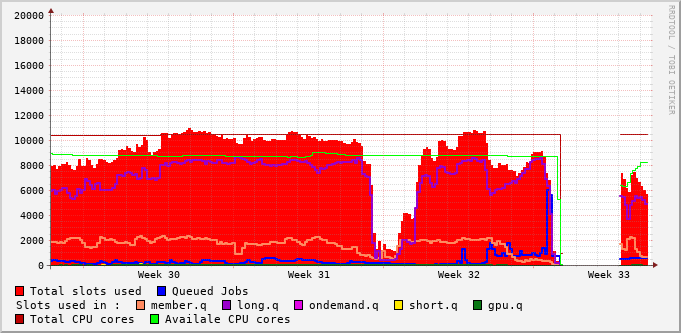 20000
18000
16000
14000
12000
10000
8000
6000
4000
2000
0
Week 30 Week 31 Week 32 Week 33
Total slots used Queued Jobs
Slots used in : member.q long.q ondemand.q short.q gpu.q
Total CPU cores Availale CPU cores
RRDTOOL / TOBI OETIKER